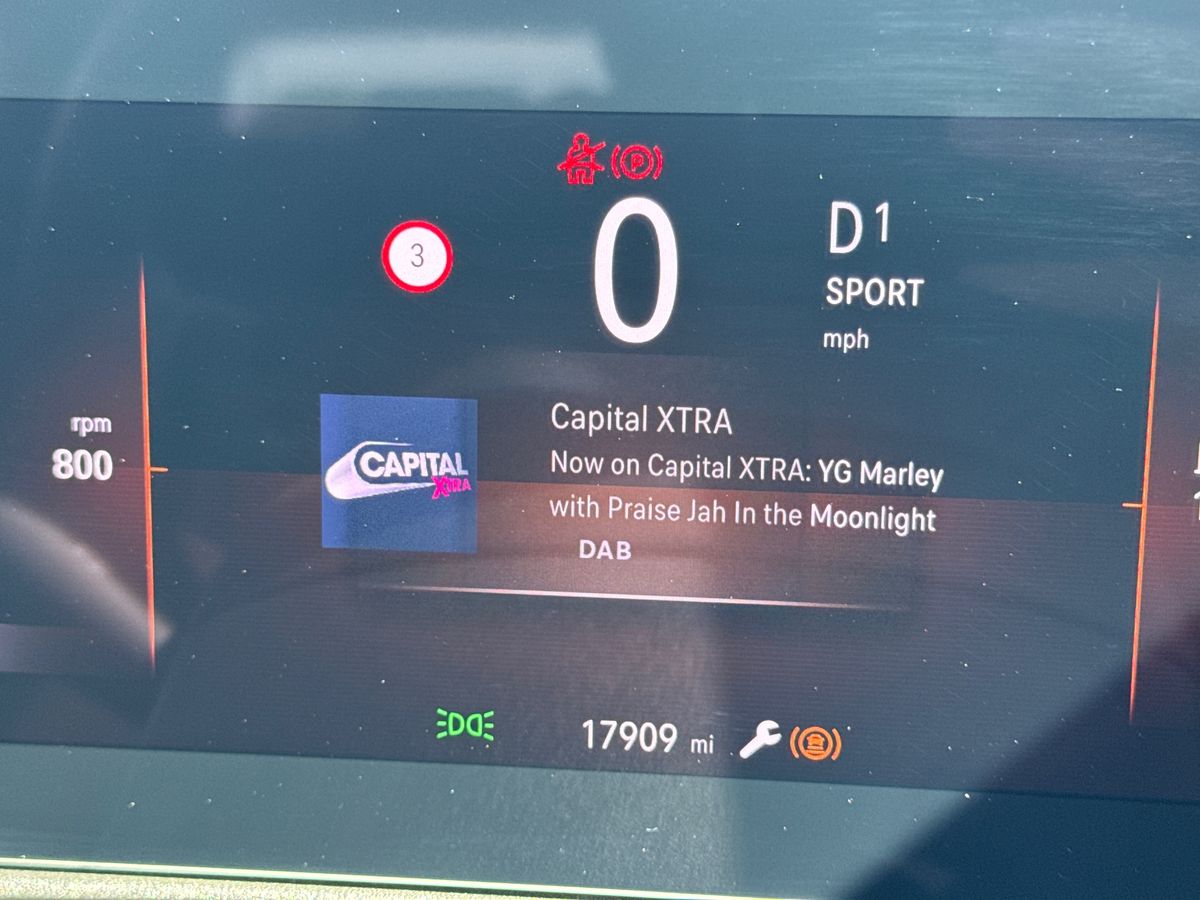 P
0
3
D 1
SPORT
mph
rpm
800
CAPITAL
XTRA
Capital XTRA
Now on Capital XTRA: YG Marley
with Praise Jah In the Moonlight
DAB
17909 mi